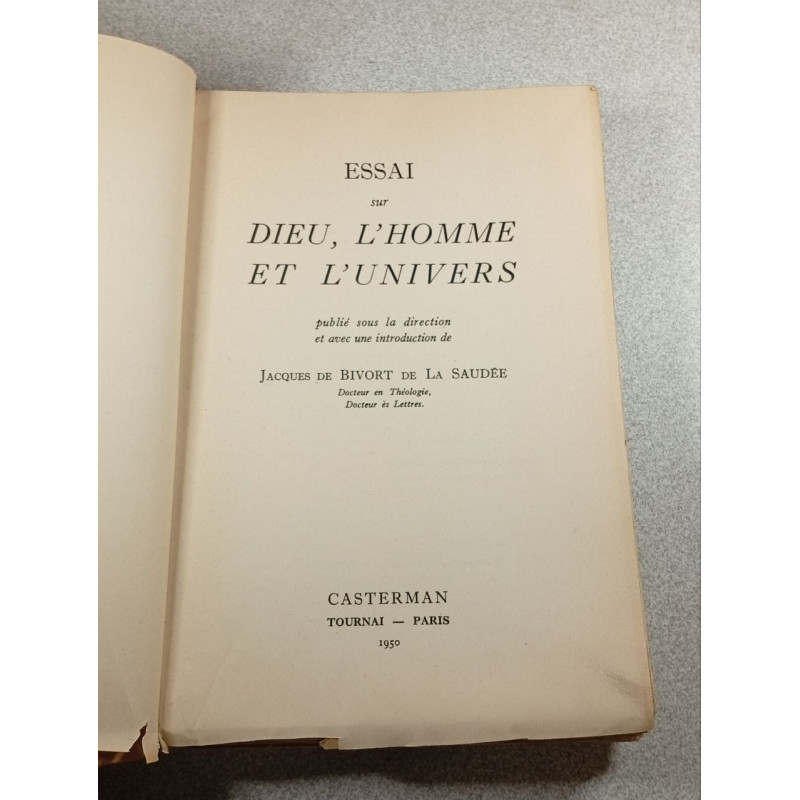 ESSAI
sur
DIEU, L'HOMME
ET L'UNIVERS
publié sous la direction
et avec une introduction de
JACQUES DE BIVORT DE LA SAUDÉE
Docteur en Théologie,
Docteur ès Lettres.
CASTERMAN
TOURNAI — PARIS
1950